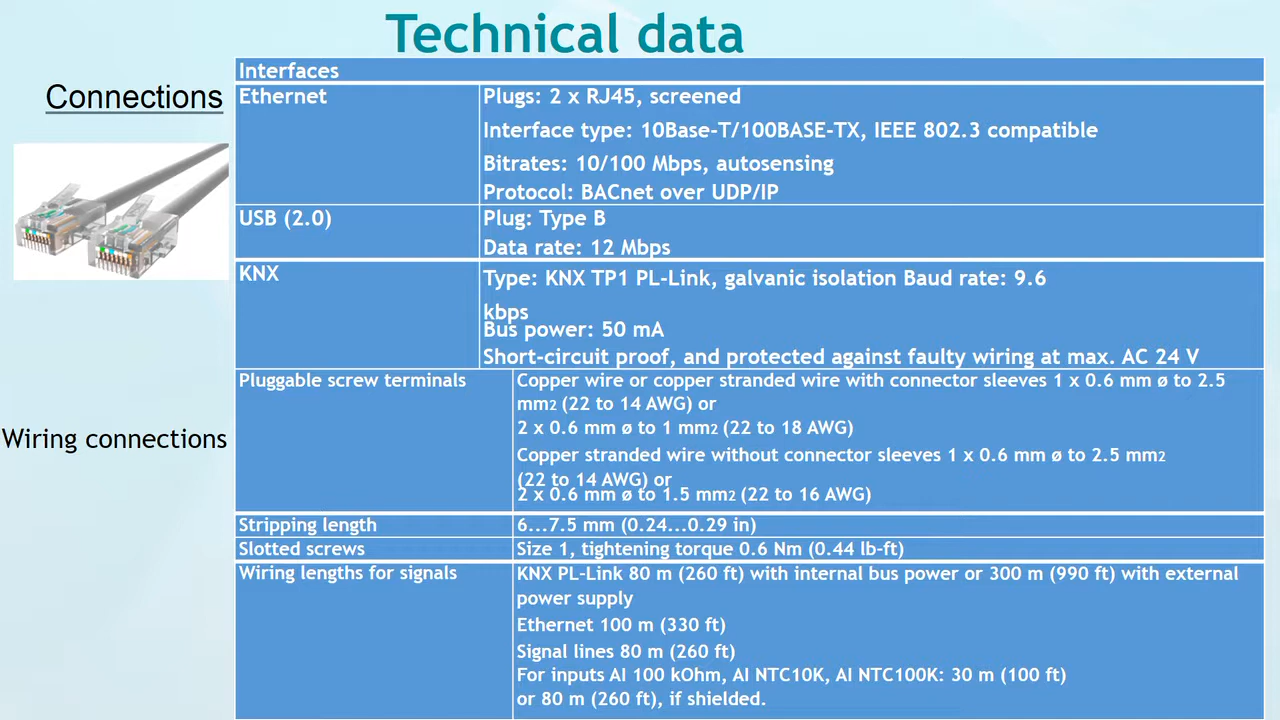 Technical data
Connections
Interfaces
Ethernet
Plugs: 2 x RJ45, screened
Interface type: 10Base-T/100BASE-TX, IEEE 802.3 compatible
Bitrates: 10/100 Mbps, autosensing
Protocol: BACnet over UDP/IP
USB (2.0)
Plug: Type B
Data rate: 12 Mbps
KNX
Type: KNX TP1 PL-Link, galvanic isolation Baud rate: 9.6
kbps
Bus power: 50 mA
Short-circuit proof, and protected against faulty wiring at max. AC 24 V
Wiring connections
Pluggable screw terminals
Copper wire or copper stranded wire with connector sleeves 1 x 0.6 mm ø to 2.5
mm2 (22 to 14 AWG) or
2 x 0.6 mm ø to 1 mm2 (22 to 18 AWG)
Copper stranded wire without connector sleeves 1 x 0.6 mm ø to 2.5 mm2
(22 to 14 AWG) or
2 x 0.6 mm ø to 1.5 mm2 (22 to 16 AWG)
Stripping length
6...7.5 mm (0.24...0.29 in)
Slotted screws
Size 1, tightening torque 0.6 Nm (0.44 lb-ft)
Wiring lengths for signals
KNX PL-Link 80 m (260 ft) with internal bus power or 300 m (990 ft) with external
power supply
Ethernet 100 m (330 ft)
Signal lines 80 m (260 ft)
For inputs AI 100 kOhm, AI NTC10K, AI NTC100K: 30 m (100 ft)
or 80 m (260 ft), if shielded.